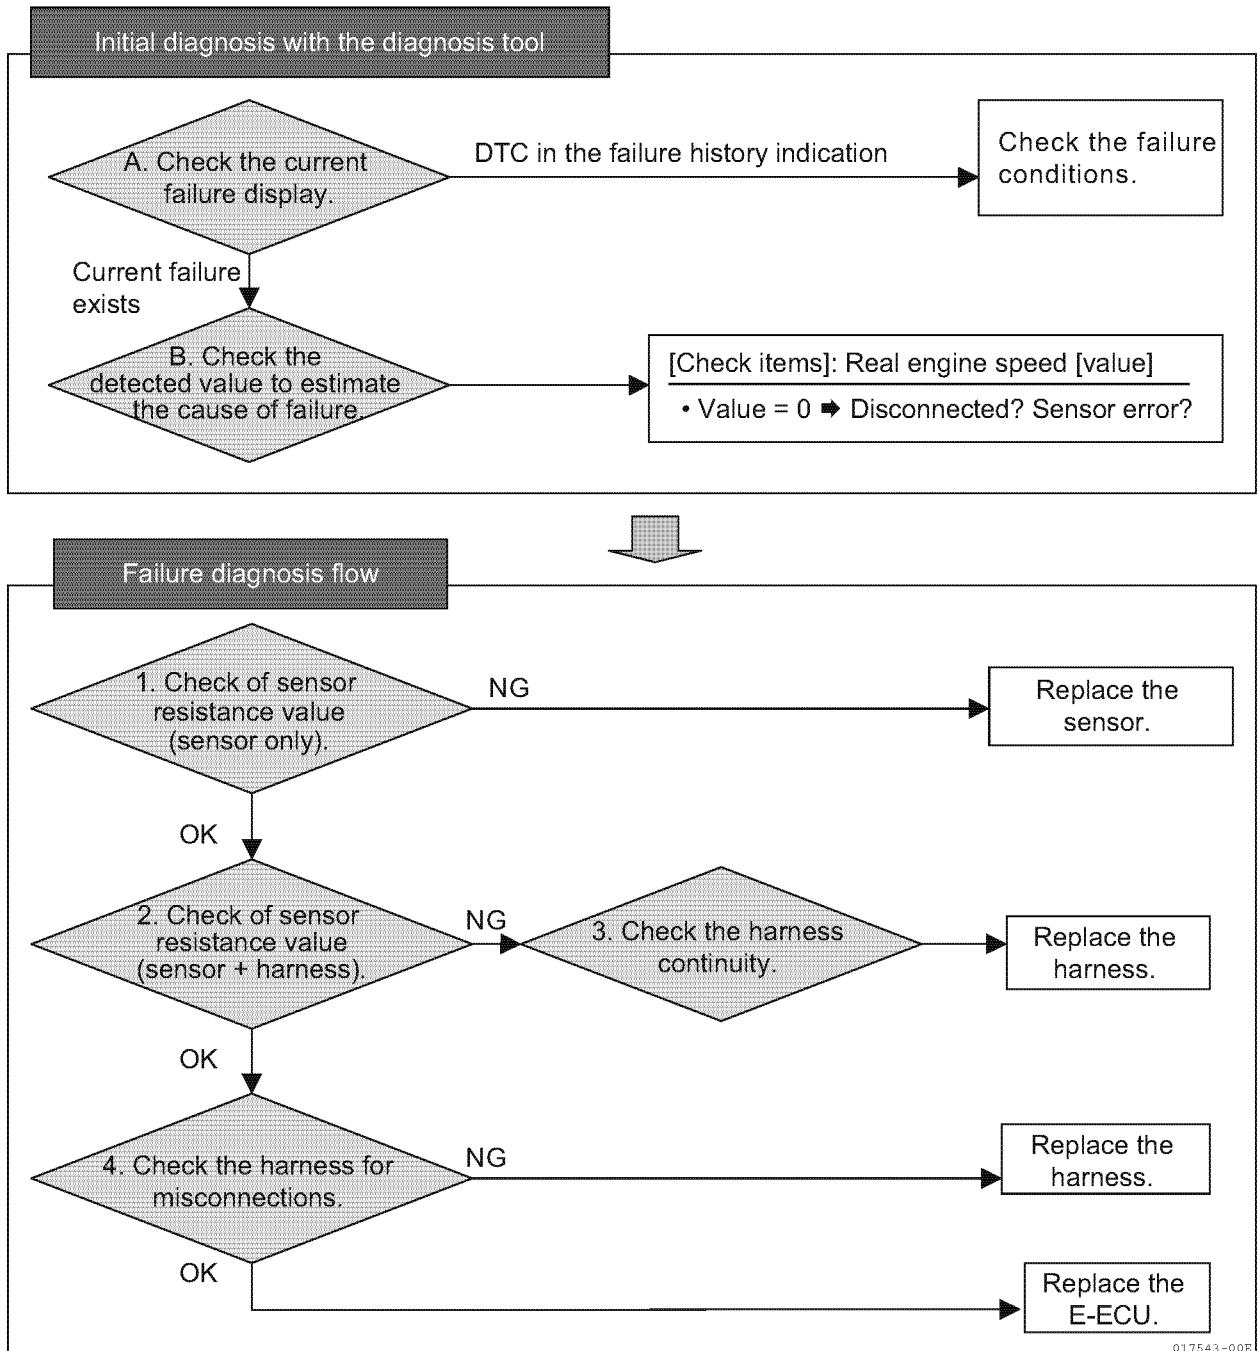 Initial diagnosis with the diagnosis tool
A. Check the current
failure display.
DTC in the failure history indication
Check the failure
conditions.
Current failure
exists
B. Check the
detected value to estimate
the cause of failure.
[Check items]: Real engine speed [value]
• Value = 0 ➡ Disconnected? Sensor error?
Failure diagnosis flow
1. Check of sensor
resistance value
(sensor only).
NG
Replace the
sensor.
OK
2. Check of sensor
resistance value
(sensor + harness).
NG
3. Check the harness
continuity.
Replace the
harness.
OK
4. Check the harness for
misconnections.
NG
Replace the
harness.
OK
Replace the
E-ECU.
017543-00E